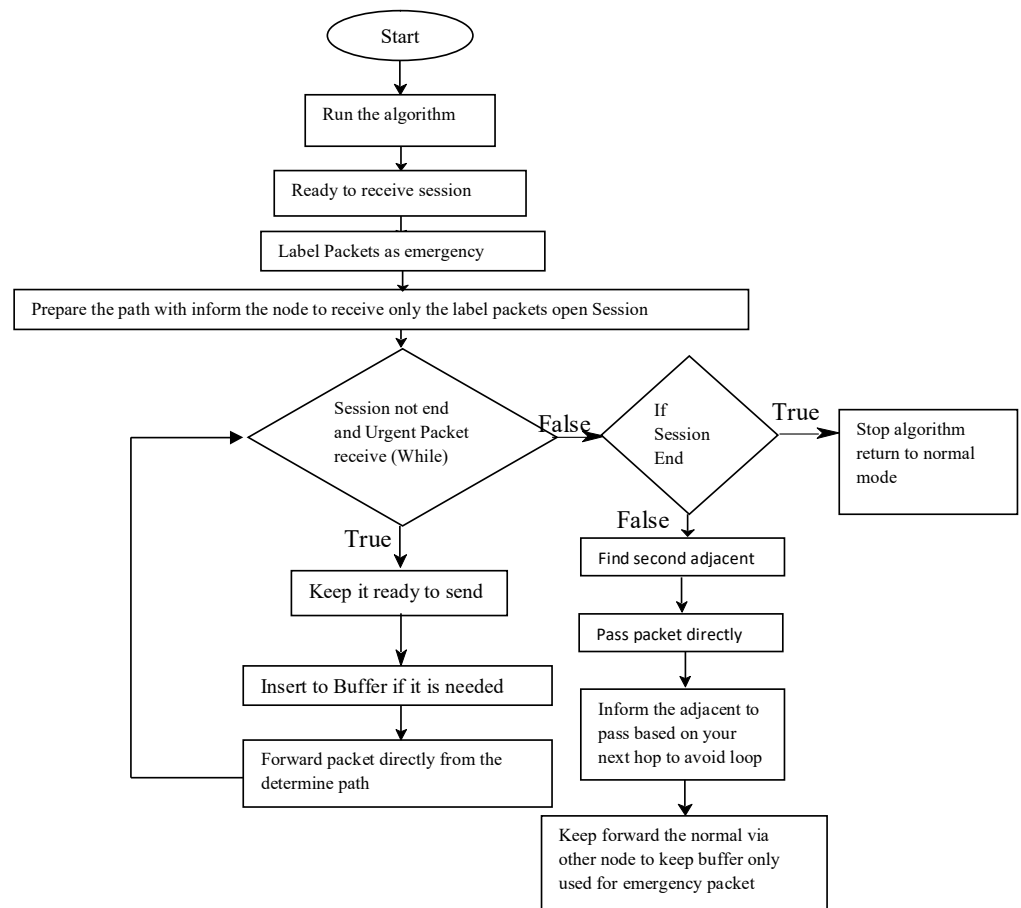 Start
Run the algorithm
Ready to receive session
Label Packets as emergency
Prepare the path with inform the node to receive only the label packets open Session
Session not end
and Urgent Packet
receive (While)
False
If
Session
End
True
Stop algorithm
return to normal
mode
True
Keep it ready to send
Insert to Buffer if it is needed
Forward packet directly from the
determine path
False
Find second adjacent
Pass packet directly
Inform the adjacent to
pass based on your
next hop to avoid loop
Keep forward the normal via
other node to keep buffer only
used for emergency packet